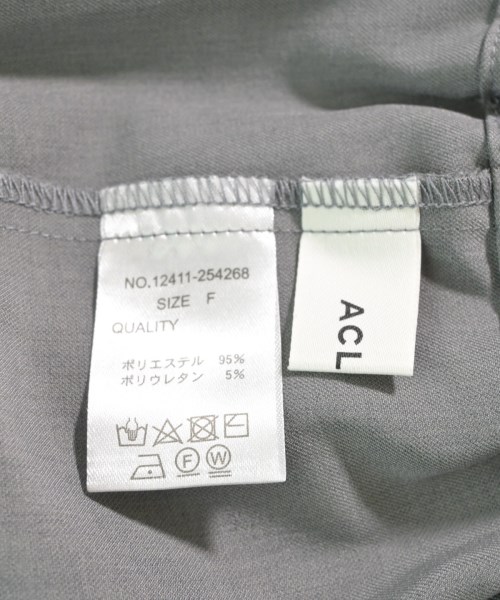 NO.12411-254268
SIZE F
QUALITY
ポリエステル 95%
ポリウレタン 5%
F W
ACL